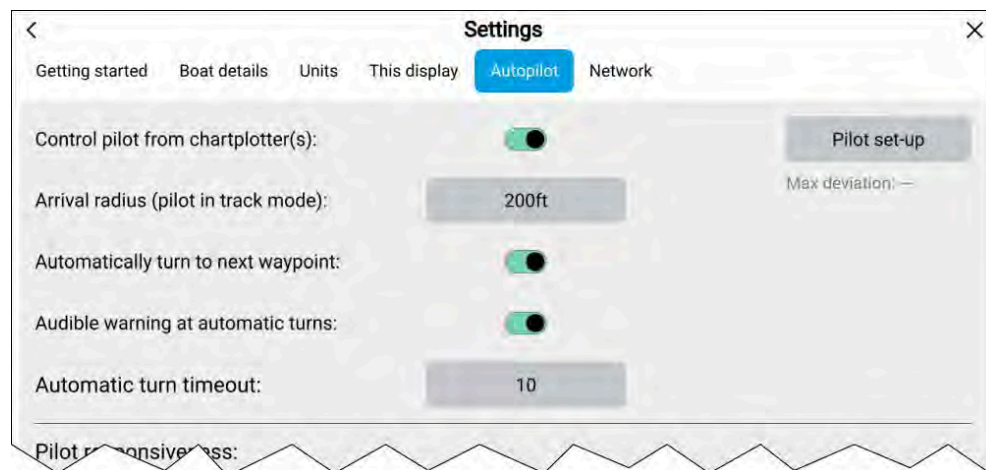 Settings
Getting started Boat details Units This display Autopilot Network
Control pilot from chartplotter(s): Pilot set-up
Max deviation: —
Arrival radius (pilot in track mode): 200ft
Automatically turn to next waypoint:
Audible warning at automatic turns:
Automatic turn timeout: 10
Pilot responsiveness: